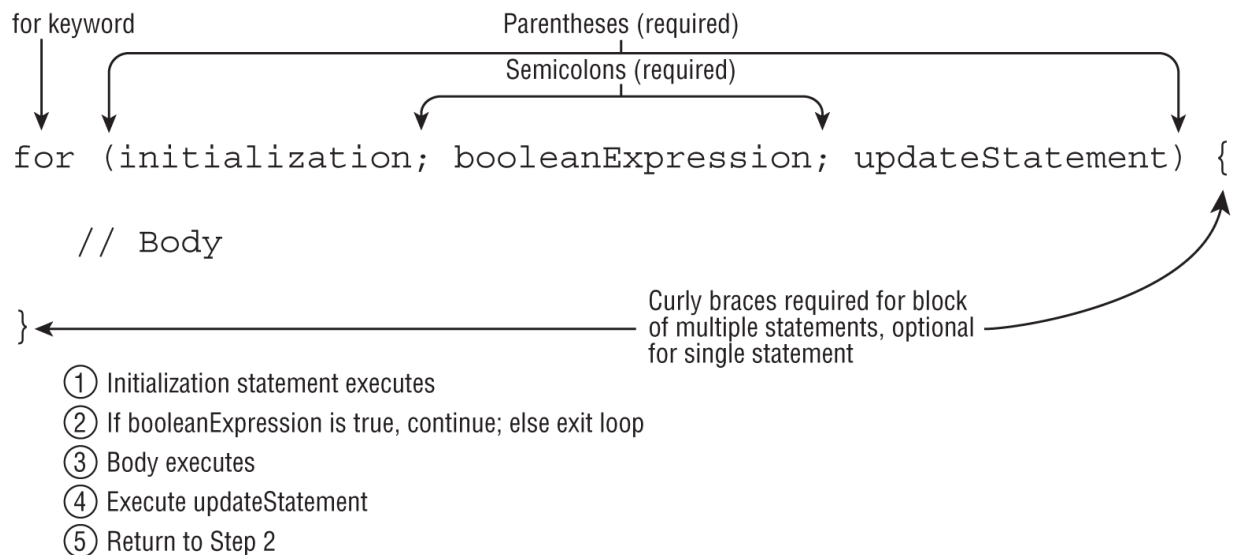 for keyword
Parentheses (required)
Semicolons (required)
for (initialization; booleanExpression; updateStatement) {
// Body
Curly braces required for block
of multiple statements, optional
for single statement
}
① Initialization statement executes
② If booleanExpression is true, continue; else exit loop
③ Body executes
④ Execute updateStatement
⑤ Return to Step 2